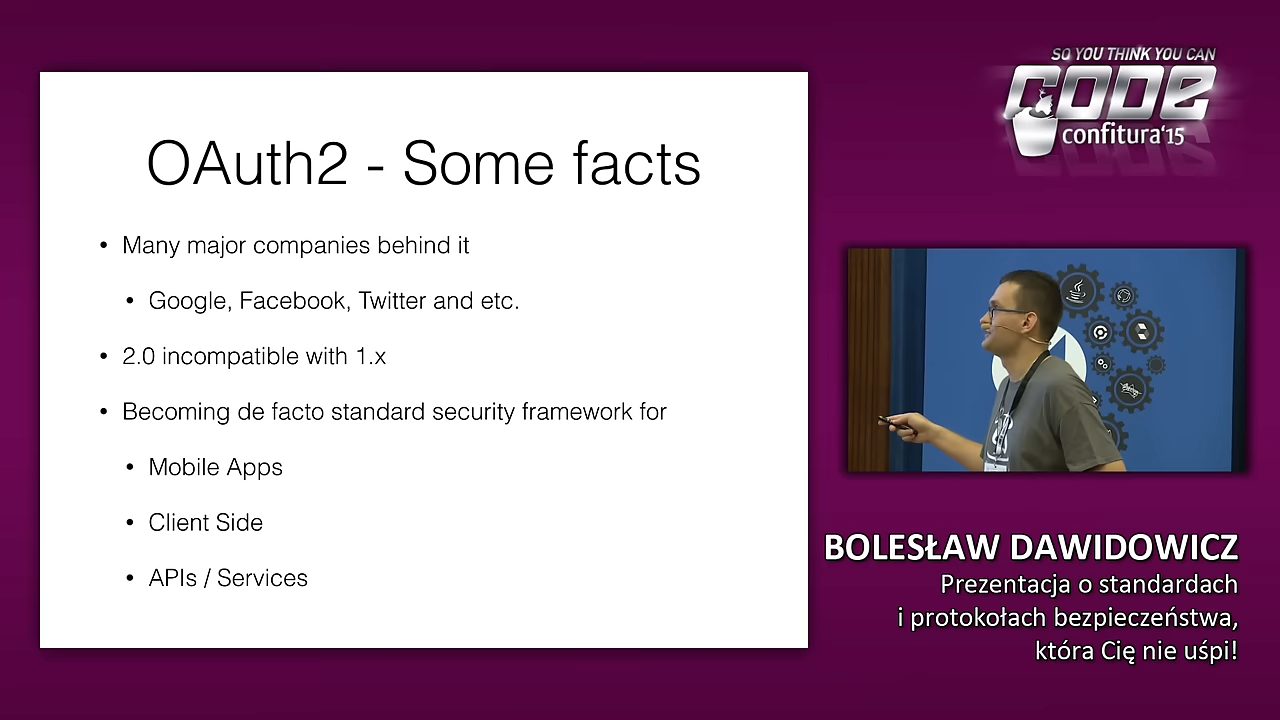 OAuth2 - Some facts
• Many major companies behind it
• Google, Facebook, Twitter and etc.
• 2.0 incompatible with 1.x
• Becoming de facto standard security framework for
• Mobile Apps
• Client Side
• APIs / Services
SO YOU THINK YOU CAN
CODE
confitura'15
BOLESŁAW DAWIDOWICZ
Prezentacja o standardach
i protokołach bezpieczeństwa,
która Cię nie uśpi!